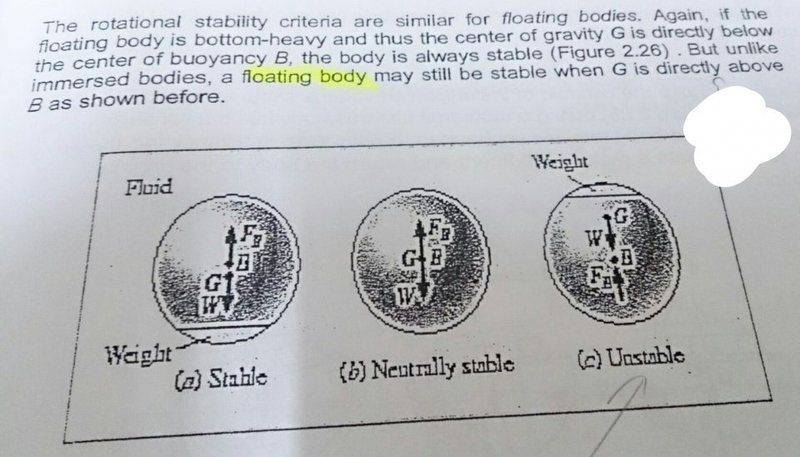 The rotational stability criteria are similar for floating bodies. Again, if the
floating body is bottom-heavy and thus the center of gravity G is directly below
the center of buoyancy B, the body is always stable (Figure 2.26) . But unlike
immersed bodies, a floating body may still be stable when G is directly above
B as shown before.
Weight
Fluid
F_B
B
G
W
F_B
G B
W
G
W
B
F_B
Weight
(a) Stable
(b) Neutrally stable
(c) Unstable